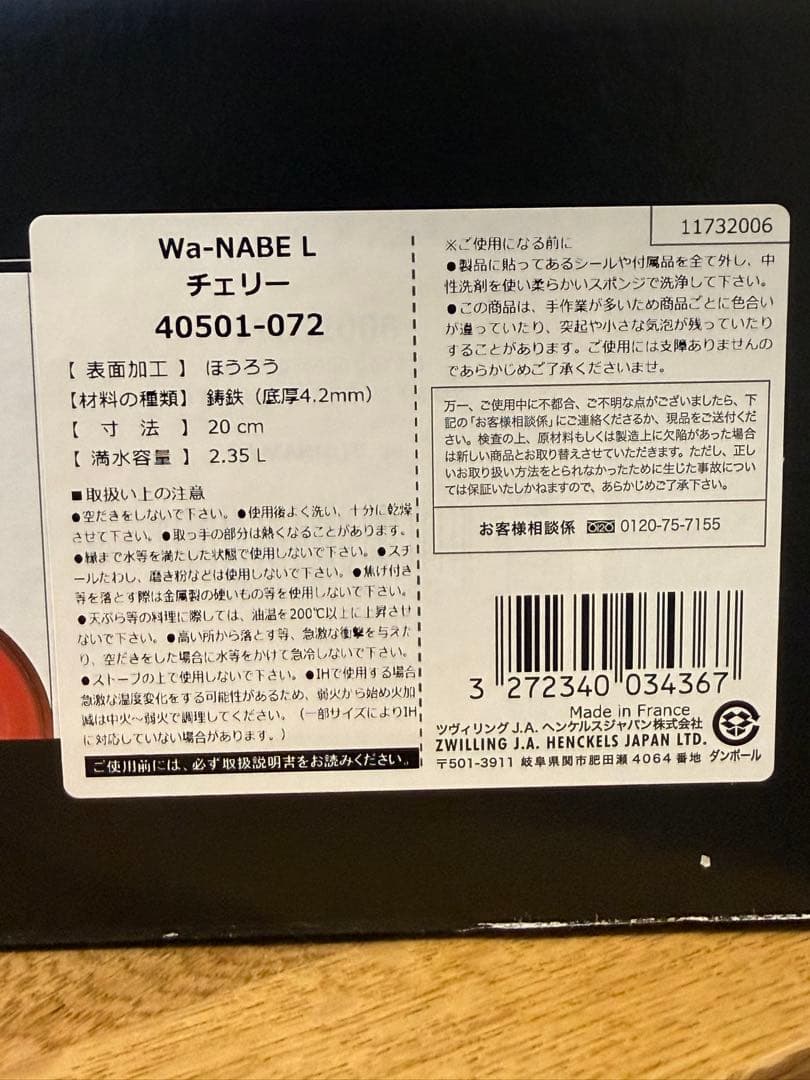 Wa-NABE L
チェリー
40501-072
【 表面加工 】 ほうろう
【材料の種類】 鋳鉄（底厚4.2mm）
【 寸 法 】 20 cm
【 満水容量 】 2.35 L
■取扱い上の注意
●空だきをしないで下さい。●使用後よく洗い、十分に乾燥
させて下さい。●取っ手の部分は熱くなることがあります。
●縁まで水等を満たした状態で使用しないで下さい。●スチ
ールたわし、磨き粉などは使用しないで下さい。●焦げ付き
等を落とす際は金属製の硬いもの等を使用しないて下さい。
●天ぷら等の料理に際しては、油温を200℃以上に上昇させ
ないで下さい。●高い所から落とす等、急激な衝撃を与えた
り、空だきをした場合に水等をかけて急冷しないで下さい。
●ストーブの上で使用しないで下さい。●IHで使用する場合
急激な温度変化をする可能性があるため、弱火から始め火加
減は中火～弱火で調理してください。（一部サイズによりIH
に対応していない場合があります。）
ご使用前には、必ず取扱説明書をお読みください。
11732006
※ご使用になる前に
●製品に貼ってあるシールや付属品を全て外し、中
性洗剤を使い柔らかいスポンジで洗浄して下さい。
●この商品は、手作業が多いため商品ごとに色合い
が違っていたり、突起や小さな気泡が残っていたり
することがあります。ご使用には支障ありませんの
であらかじめご了承くださいませ。
万一、ご使用中に不都合、ご不明な点がございましたら、下
記の「お客様相談係」にご連絡くださるか、現品をご送付くだ
さい。検査の上、原材料もしくは製造上に欠陥があった場合
は新しい商品とお取り替えさせていただきます。ただし、正し
いお取り扱い方法をとられなかったために生じた事故につい
ては保証いたしかねますので、あらかじめご了承下さい。
お客様相談係 0120-75-7155
3 272340 034367
Made in France
ツヴィリング J.A. ヘンケルスジャパン株式会社
ZWILLING J.A. HENCKELS JAPAN LTD.
〒501-3911 岐阜県関市肥田瀬 4064 番地
ダンボール